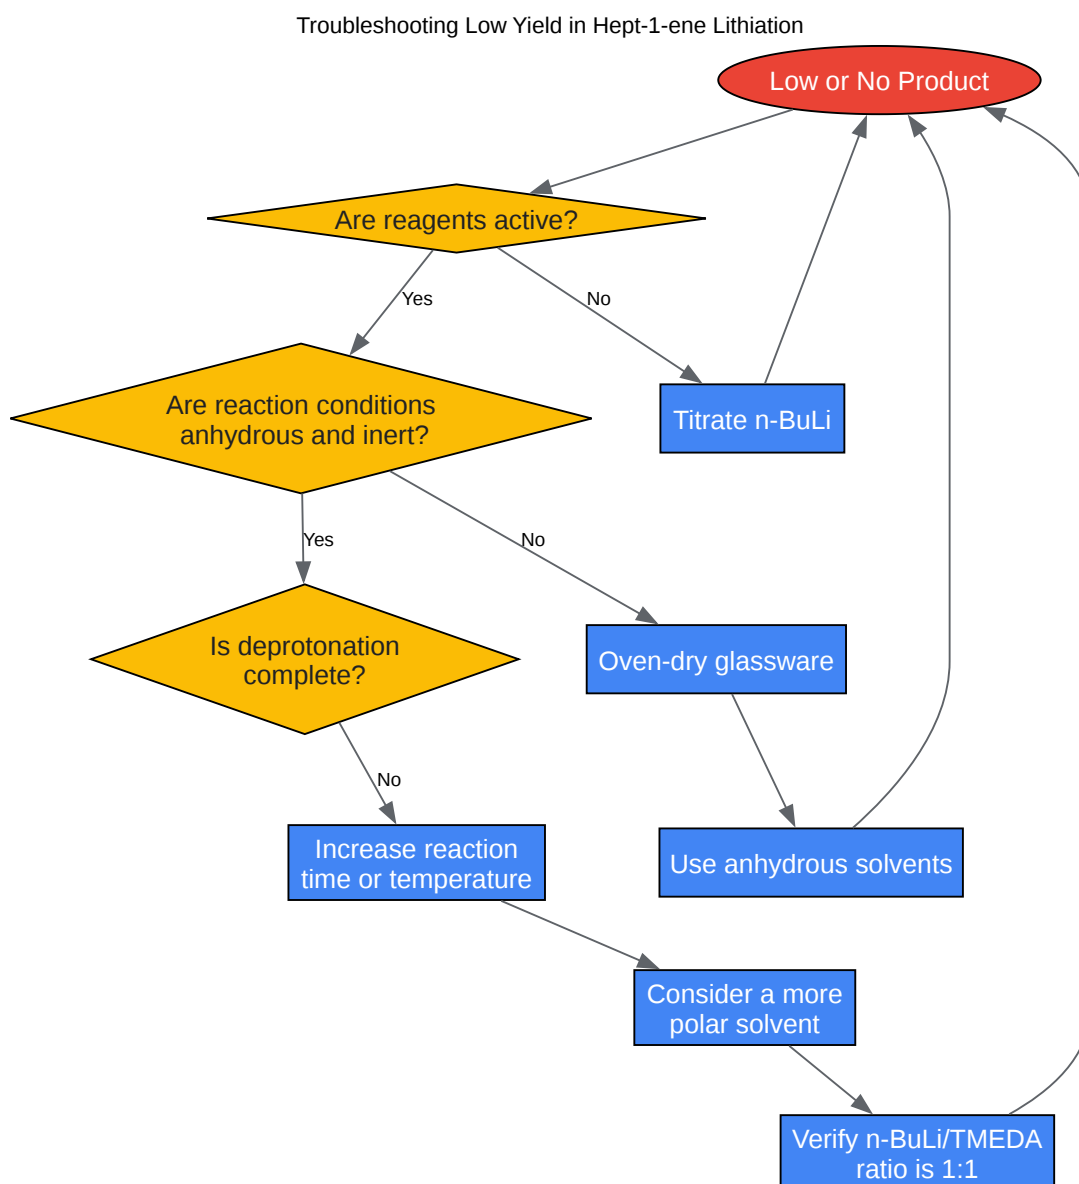 Troubleshooting Low Yield in Hept-1-ene Lithiation
Low or No Product
Are reagents active?
Yes
No
Are reaction conditions
anhydrous and inert?
Titrate n-BuLi
Yes
No
Is deprotonation
complete?
Oven-dry glassware
No
Increase reaction
time or temperature
Use anhydrous solvents
Consider a more
polar solvent
Verify n-BuLi/TMEDA
ratio is 1:1